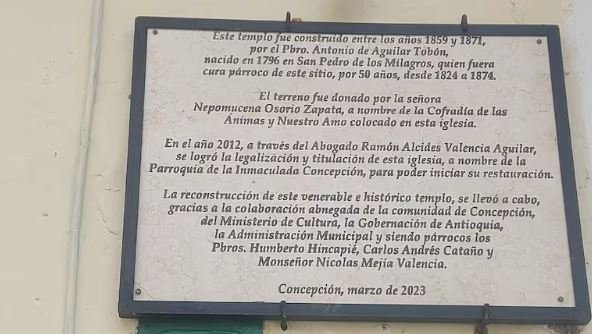 Este templo fue construido entre los años 1859 y 1871,
por el Pbro. Antonio de Aguilar Tobón,
nacido en 1796 en San Pedro de los Milagros, quien fuera
cura párroco de este sitio, por 50 años, desde 1824 a 1874.
El terreno fue donado por la señora
Nepomucena Osorio Zapata, a nombre de la Cofradía de las
Ánimas y Nuestro Amo colocado en esta iglesia.
En el año 2012, a través del Abogado Ramón Alcides Valencia Aguilar,
se logró la legalización y titulación de esta iglesia, a nombre de la
Parroquia de la Inmaculada Concepción, para poder iniciar su restauración.
La reconstrucción de este venerable e histórico templo, se llevó a cabo,
gracias a la colaboración abnegada de la comunidad de Concepción,
del Ministerio de Cultura, la Gobernación de Antioquia,
la Administración Municipal y siendo párrocos los
Pbros. Humberto Hincapié, Carlos Andrés Cataño y
Monseñor Nicolas Mejía Valencia.
Concepción, marzo de 2023